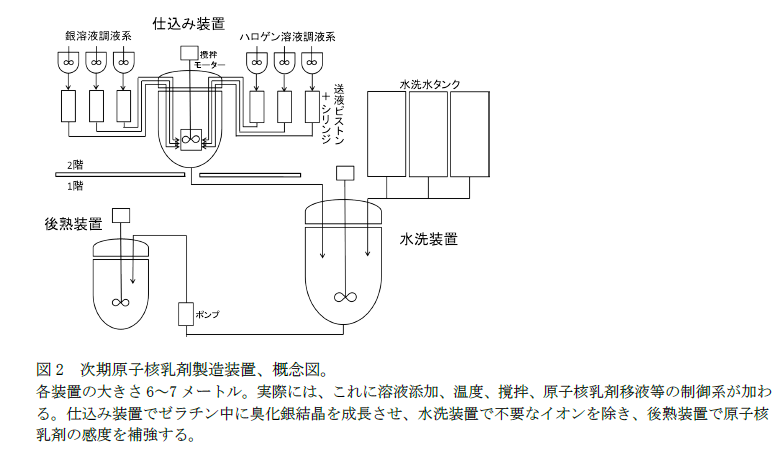 仕込み装置
銀溶液調液系
ハロゲン溶液調液系
攪拌
モーター
送液ピストン
+シリンジ
水洗水タンク
2階
1階
後熟装置
水洗装置
ポンプ
図2 次期原子核乳剤製造装置、概念図。
各装置の大きさ6~7メートル。実際には、これに溶液添加、温度、攪拌、原子核乳剤移液等の制御系が加わ
る。仕込み装置でゼラチン中に臭化銀結晶を成長させ、水洗装置で不要なイオンを除き、後熟装置で原子核
乳剤の感度を補強する。